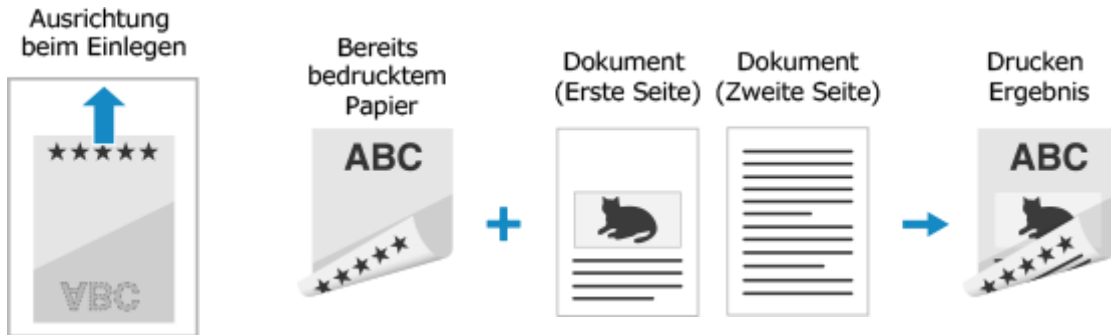 Ausrichtung
beim Einlegen
★★★★★
ABC
Bereits
bedrucktem
Papier
ABC
★★★★★
Dokument
(Erste Seite)
Dokument
(Zweite Seite)
Drucken
Ergebnis
ABC
★★★★★